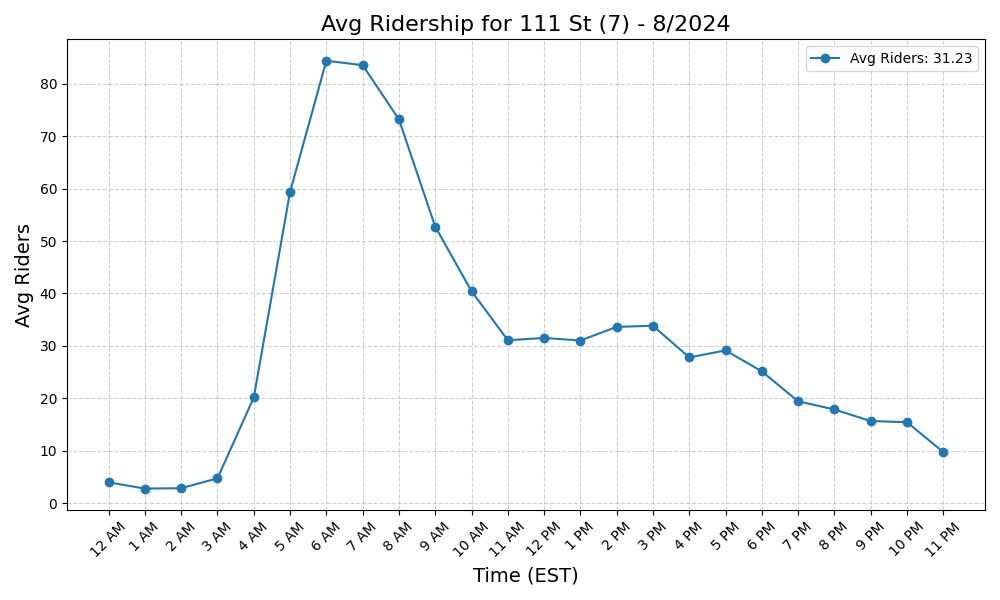 Avg Ridership for 111 St (7) - 8/2024
Avg Riders: 31.23
Avg Riders
80
70
60
50
40
30
20
10
0
12 AM
1 AM
2 AM
3 AM
4 AM
5 AM
6 AM
7 AM
8 AM
9 AM
10 AM
11 AM
12 PM
1 PM
2 PM
3 PM
4 PM
5 PM
6 PM
7 PM
8 PM
9 PM
10 PM
11 PM
Time (EST)